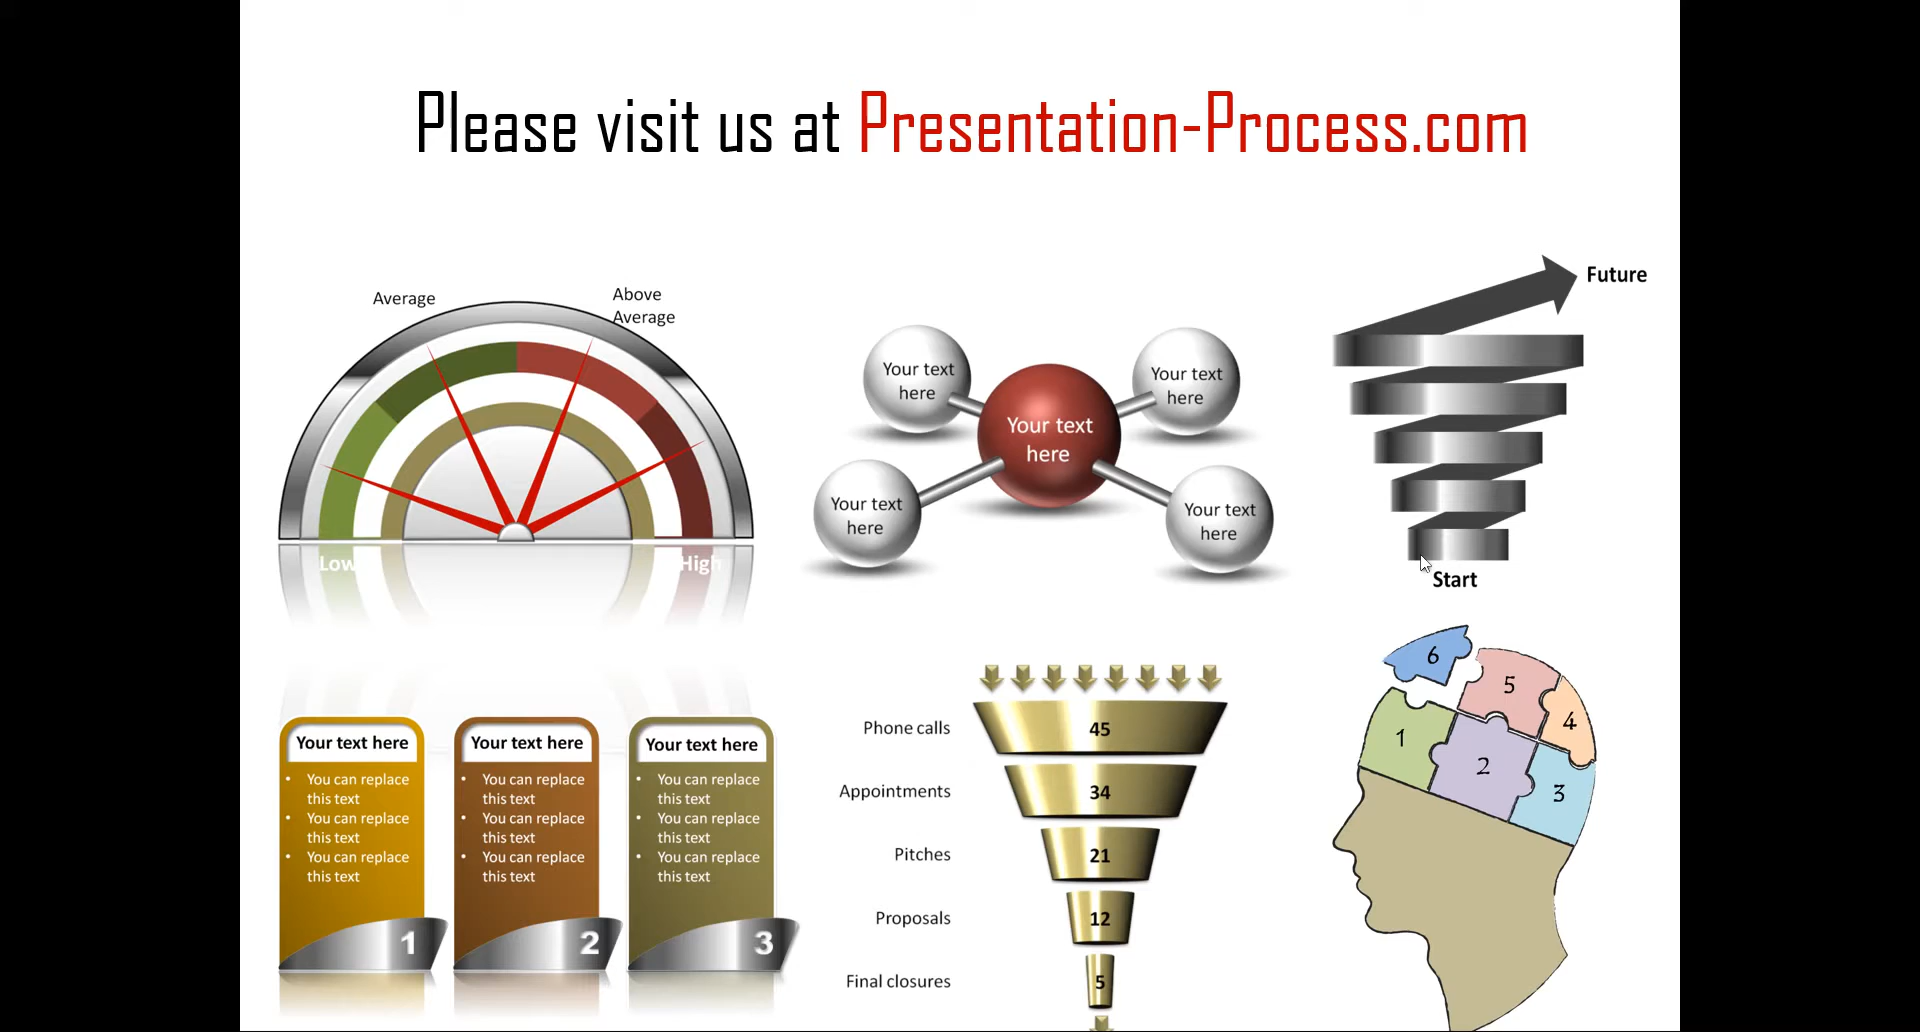 Please visit us at Presentation-Process.com
Average
Above
Average
Low
High
Your text
here
Your text
here
Your text
here
Your text
here
Your text
here
Future
Start
Your text here
• You can replace
this text
• You can replace
this text
• You can replace
this text
1
Your text here
• You can replace
this text
• You can replace
this text
• You can replace
this text
2
Your text here
• You can replace
this text
• You can replace
this text
• You can replace
this text
3
Phone calls 45
Appointments 34
Pitches 21
Proposals 12
Final closures 5
6
5
4
1
2
3